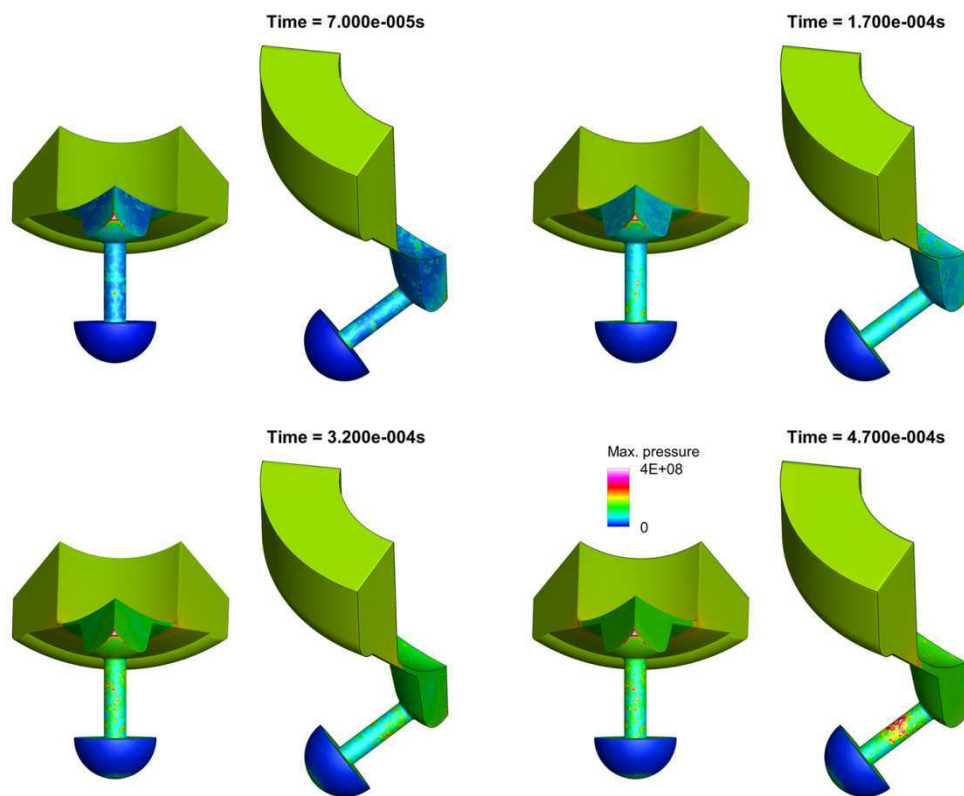 Time = 7.000e-005s
Time = 1.700e-004s
Time = 3.200e-004s
Time = 4.700e-004s
Max. pressure
4E+08
0